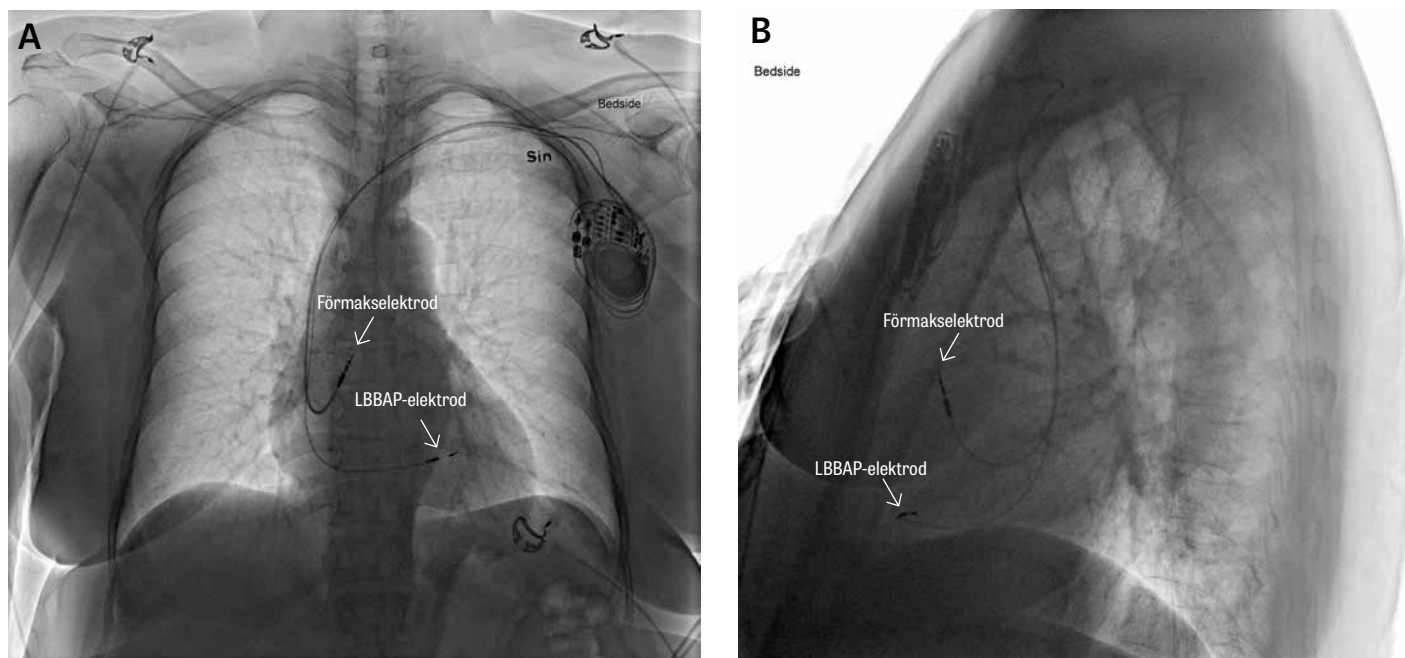 A
Bedside
Sin
Förmakselektrod
LBBAP-elektrod
B
Bedside
Förmakselektrod
LBBAP-elektrod